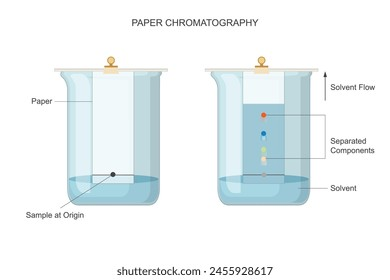 PAPER CHROMATOGRAPHY
Solvent Flow
Paper
Separated
Components
Solvent
Sample at Origin
shutterstock.com · 2455928617